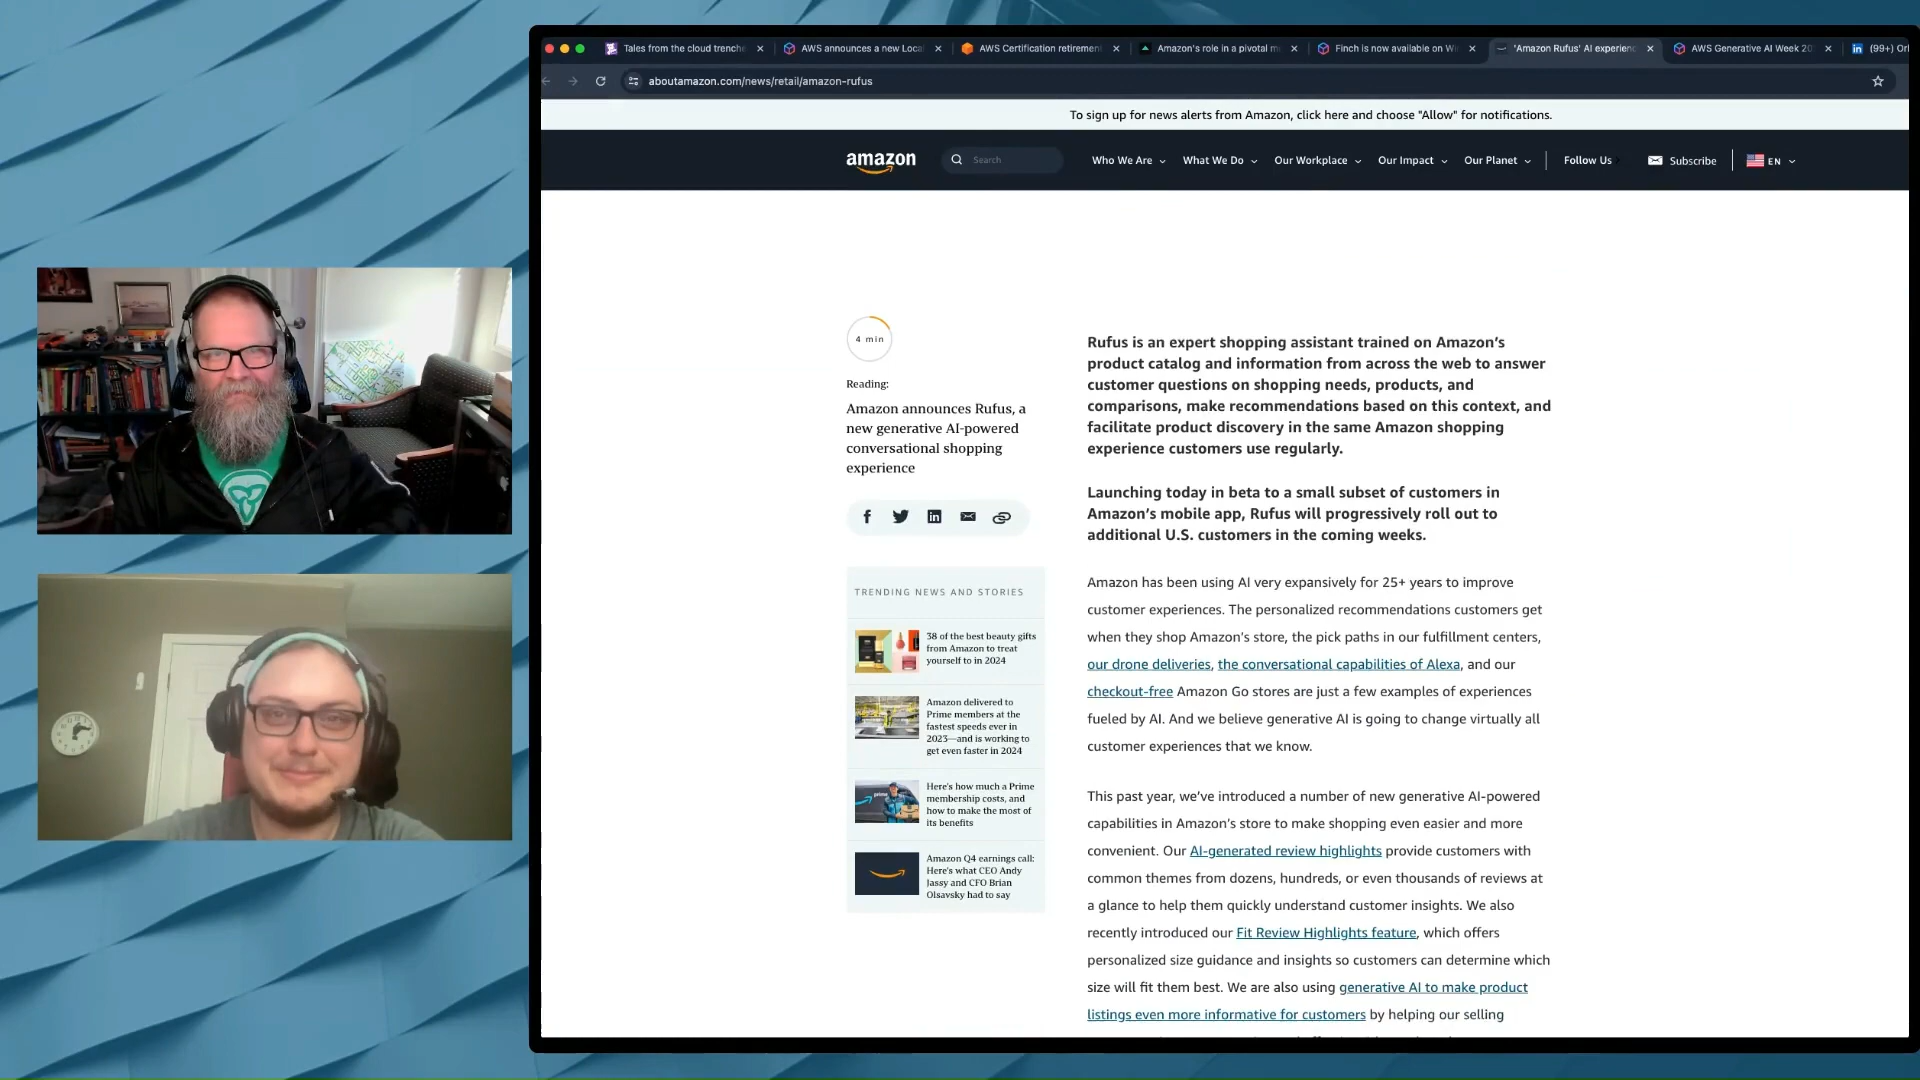 Tales from the cloud trenche
AWS announces a new Loca
AWS Certification retirement
Amazon's role in a pivotal m
Finch is now available on Wi
'Amazon Rufus' AI experienc
AWS Generative AI Week 20
(99+) Or
aboutamazon.com/news/retail/amazon-rufus
To sign up for news alerts from Amazon, click here and choose "Allow" for notifications.
amazon
Search
Who We Are
What We Do
Our Workplace
Our Impact
Our Planet
Follow Us
Subscribe
EN
4 min
Reading:
Amazon announces Rufus, a
new generative AI-powered
conversational shopping
experience
TRENDING NEWS AND STORIES
38 of the best beauty gifts
from Amazon to treat
yourself to in 2024
Amazon delivered to
Prime members at the
fastest speeds ever in
2023—and is working to
get even faster in 2024
prime
Here's how much a Prime
membership costs, and
how to make the most of
its benefits
Amazon Q4 earnings call:
Here's what CEO Andy
Jassy and CFO Brian
Olsavsky had to say
Rufus is an expert shopping assistant trained on Amazon's
product catalog and information from across the web to answer
customer questions on shopping needs, products, and
comparisons, make recommendations based on this context, and
facilitate product discovery in the same Amazon shopping
experience customers use regularly.
Launching today in beta to a small subset of customers in
Amazon's mobile app, Rufus will progressively roll out to
additional U.S. customers in the coming weeks.
Amazon has been using AI very expansively for 25+ years to improve
customer experiences. The personalized recommendations customers get
when they shop Amazon's store, the pick paths in our fulfillment centers,
our drone deliveries, the conversational capabilities of Alexa, and our
checkout-free Amazon Go stores are just a few examples of experiences
fueled by AI. And we believe generative AI is going to change virtually all
customer experiences that we know.
This past year, we've introduced a number of new generative AI-powered
capabilities in Amazon's store to make shopping even easier and more
convenient. Our AI-generated review highlights provide customers with
common themes from dozens, hundreds, or even thousands of reviews at
a glance to help them quickly understand customer insights. We also
recently introduced our Fit Review Highlights feature, which offers
personalized size guidance and insights so customers can determine which
size will fit them best. We are also using generative AI to make product
listings even more informative for customers by helping our selling